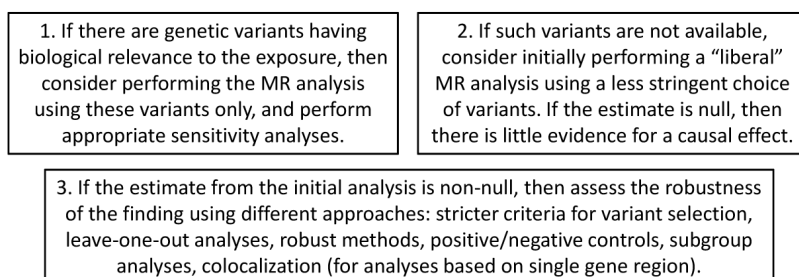 1. If there are genetic variants having
biological relevance to the exposure, then
consider performing the MR analysis
using these variants only, and perform
appropriate sensitivity analyses.
2. If such variants are not available,
consider initially performing a “liberal”
MR analysis using a less stringent choice
of variants. If the estimate is null, then
there is little evidence for a causal effect.
3. If the estimate from the initial analysis is non-null, then assess the robustness
of the finding using different approaches: stricter criteria for variant selection,
leave-one-out analyses, robust methods, positive/negative controls, subgroup
analyses, colocalization (for analyses based on single gene region).